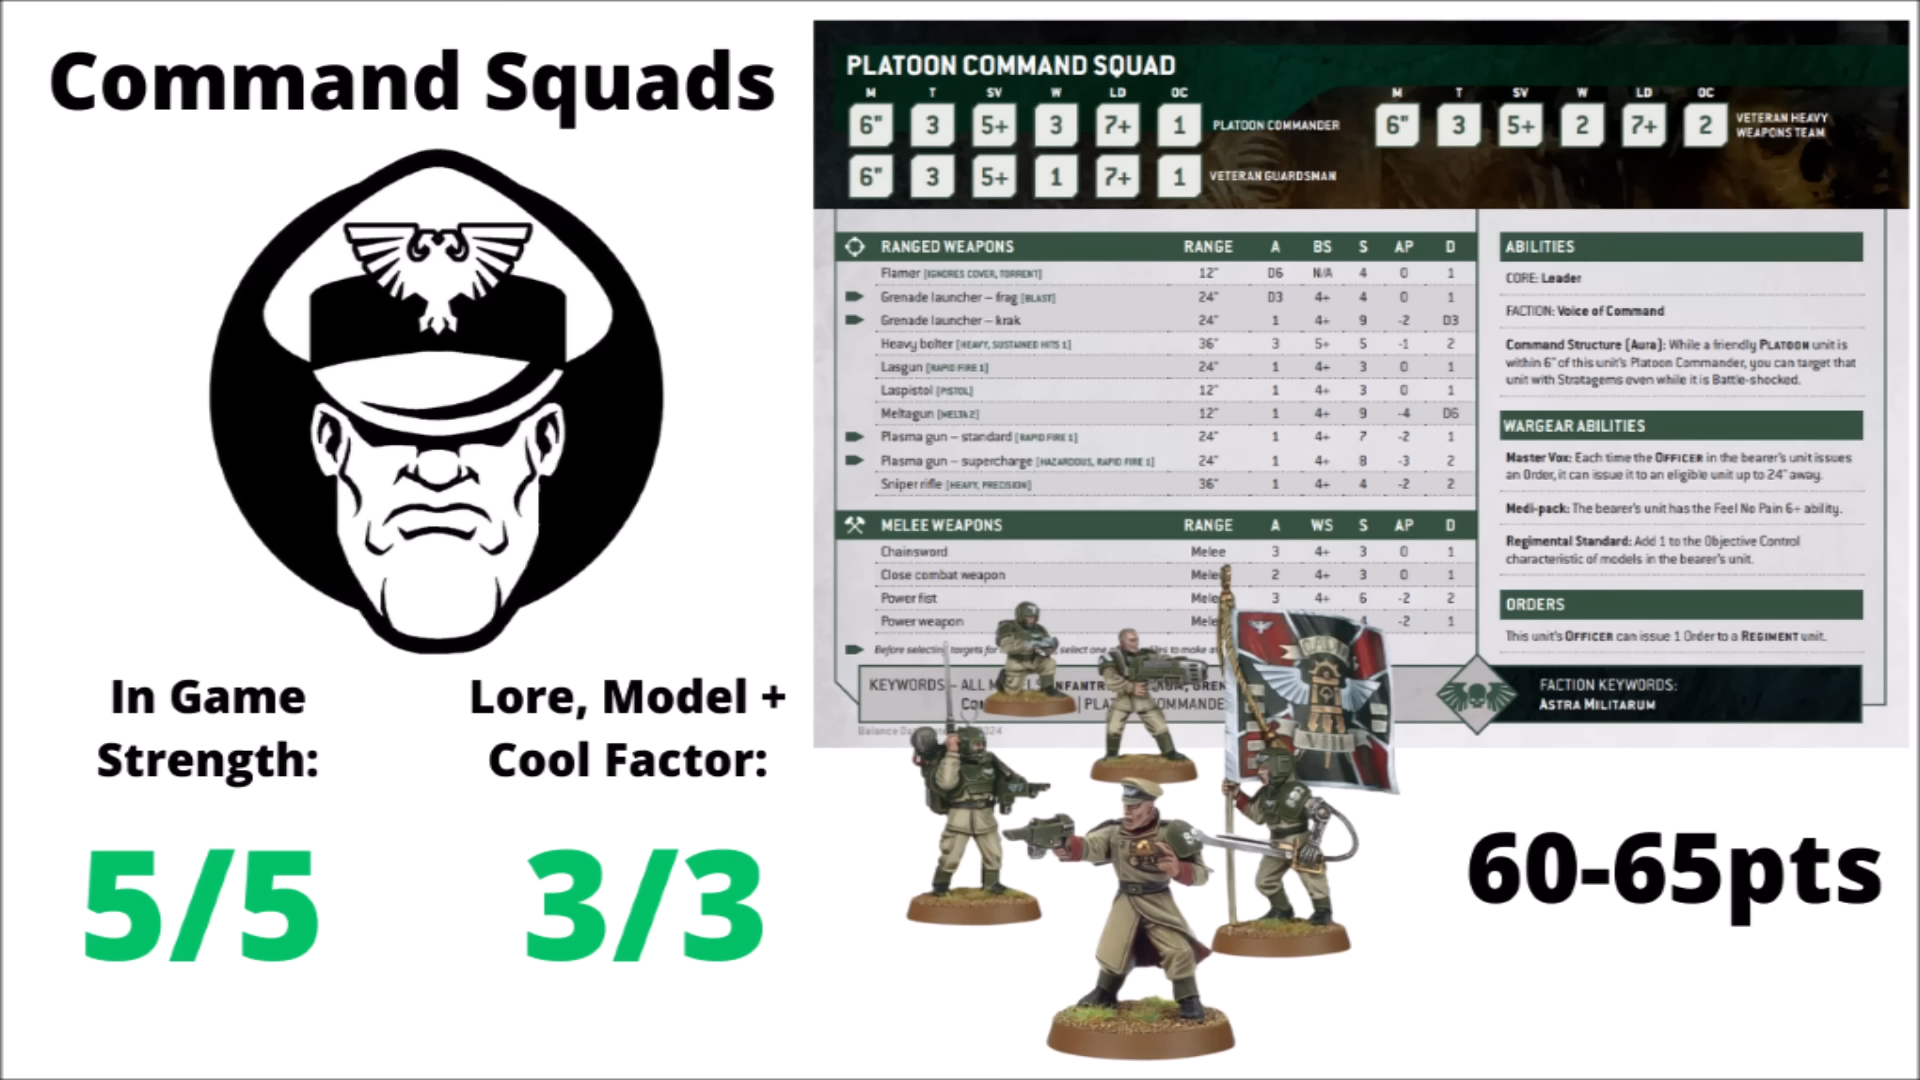 Command Squads
In Game
Strength:
5/5
Lore, Model +
Cool Factor:
3/3
PLATOON COMMAND SQUAD
M T SV W LD OC
6" 3 5+ 3 7+ 1 PLATOON COMMANDER
6" 3 5+ 1 7+ 1 VETERAN GUARDSMAN
M T SV W LD OC
6" 3 5+ 2 7+ 2 VETERAN HEAVY
WEAPONS TEAM
RANGED WEAPONS RANGE A BS S AP D
Flamer [IGNORES COVER, TORRENT] 12" D6 N/A 4 0 1
Grenade launcher – frag [BLAST] 24" D3 4+ 4 0 1
Grenade launcher – krak 24" 1 4+ 9 -2 D3
Heavy bolter [HEAVY, SUSTAINED HITS 1] 36" 3 5+ 5 -1 2
Lasgun [RAPID FIRE 1] 24" 1 4+ 3 0 1
Laspistol [PISTOL] 12" 1 4+ 3 0 1
Meltagun [MELTA 2] 12" 1 4+ 9 -4 D6
Plasma gun – standard [RAPID FIRE 1] 24" 1 4+ 7 -2 1
Plasma gun – supercharge [HAZARDOUS, RAPID FIRE 1] 24" 1 4+ 8 -3 2
Sniper rifle [HEAVY, PRECISION] 36" 1 4+ 4 -2 2
MELEE WEAPONS RANGE A WS S AP D
Chainsword Melee 3 4+ 3 0 1
Close combat weapon 2 4+ 3 0 1
Power fist 3 4+ 6 -2 2
Power weapon 4 -2 1
Before selecting targets for select one
KEYWORDS – ALL
ABILITIES
CORE: Leader
FACTION: Voice of Command
Command Structure (Aura): While a friendly PLATOON unit is
within 6" of this unit's Platoon Commander, you can target that
unit with Stratagems even while it is Battle-shocked.
WARGEAR ABILITIES
Master Vox: Each time the OFFICER in the bearer's unit issues
an Order, it can issue it to an eligible unit up to 24" away.
Medi-pack: The bearer's unit has the Feel No Pain 6+ ability.
Regimental Standard: Add 1 to the Objective Control
characteristic of models in the bearer's unit.
ORDERS
This unit's OFFICER can issue 1 Order to a REGIMENT unit.
FACTION KEYWORDS:
ASTRA MILITARUM
60-65pts